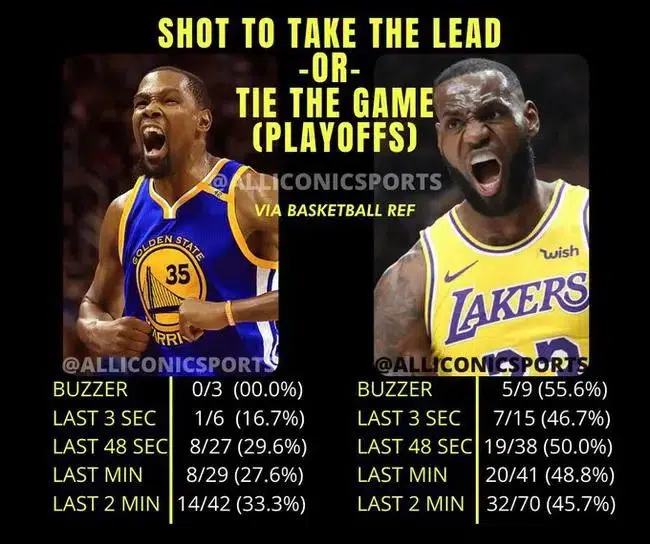 SHOT TO TAKE THE LEAD
-OR-
TIE THE GAME
(PLAYOFFS)
@ALLICONICSPORTS
VIA BASKETBALL REF
GOLDEN STATE
35
WARRI
wish
LAKERS
@ALLICONICSPORTS
@ALLICONICSPORTS
BUZZER 0/3 (00.0%)
LAST 3 SEC 1/6 (16.7%)
LAST 48 SEC 8/27 (29.6%)
LAST MIN 8/29 (27.6%)
LAST 2 MIN 14/42 (33.3%)
BUZZER 5/9 (55.6%)
LAST 3 SEC 7/15 (46.7%)
LAST 48 SEC 19/38 (50.0%)
LAST MIN 20/41 (48.8%)
LAST 2 MIN 32/70 (45.7%)